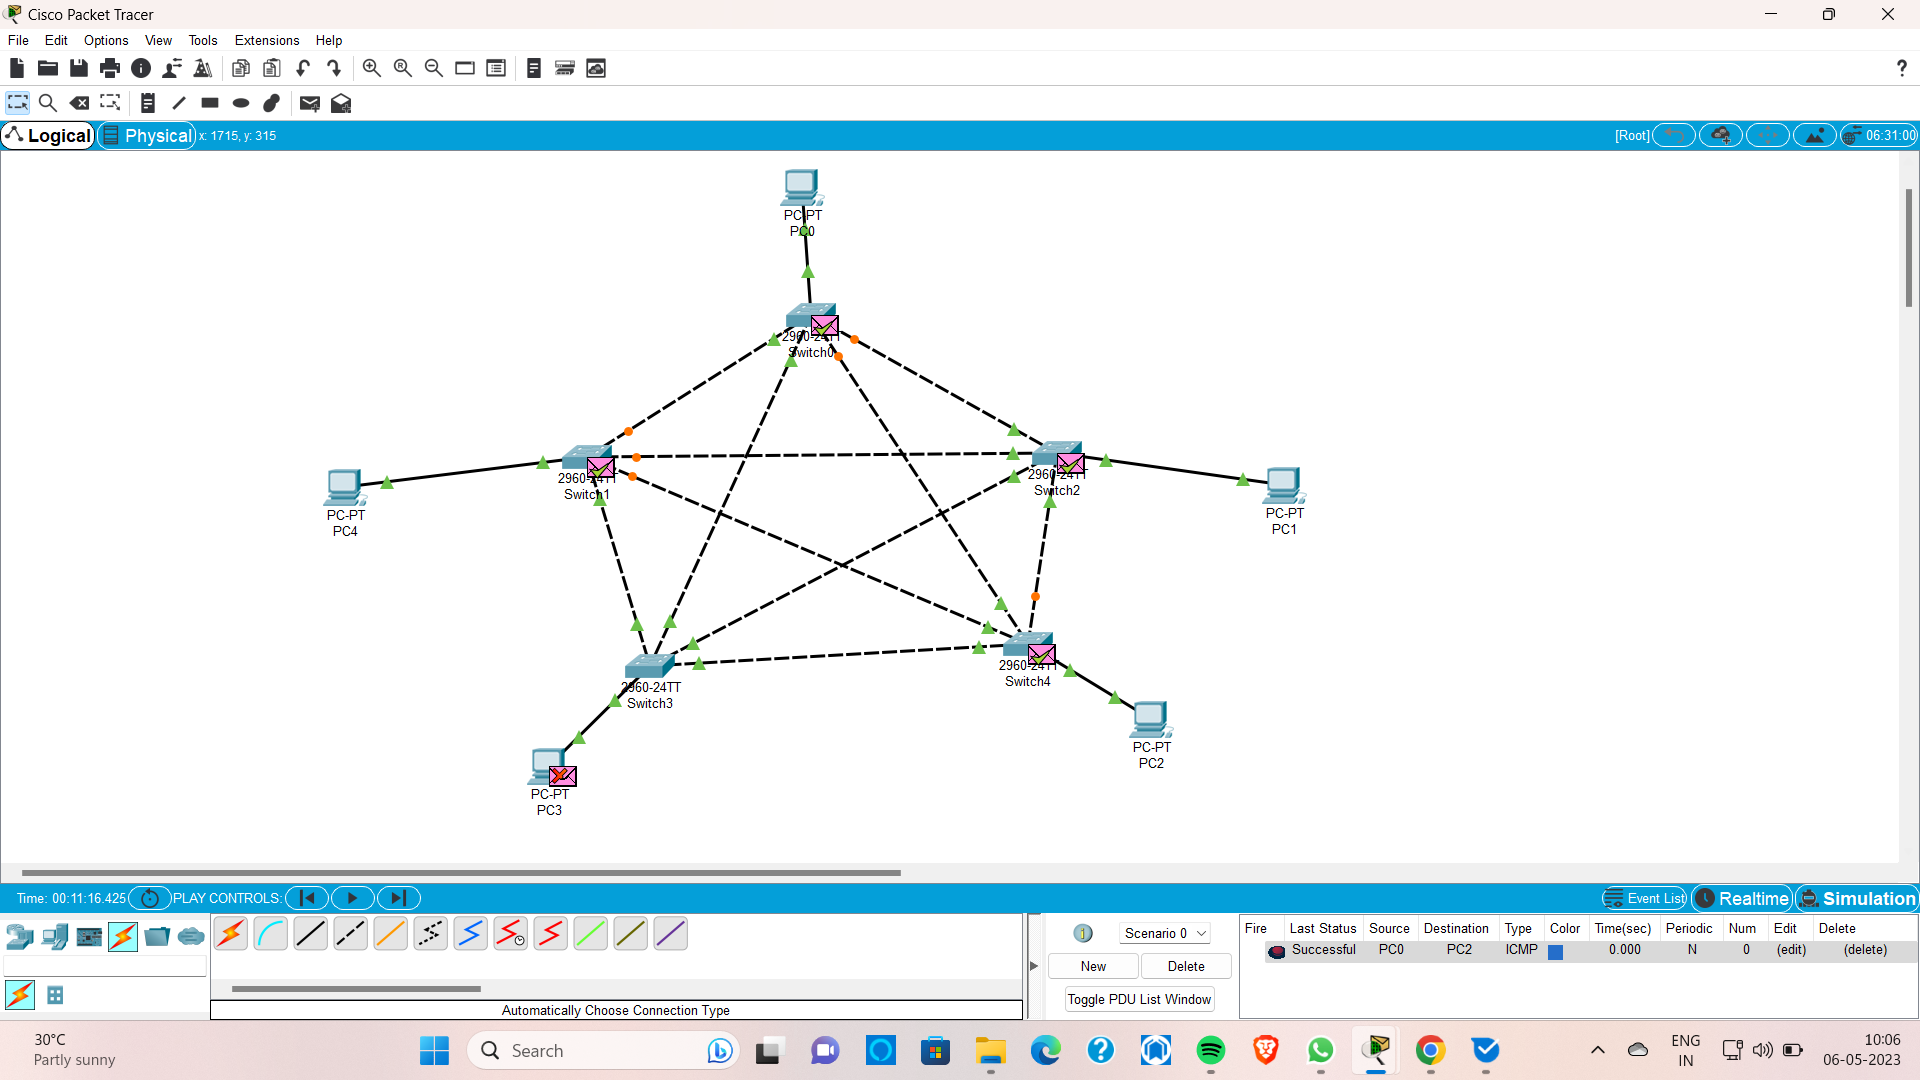 Cisco Packet Tracer
File Edit Options View Tools Extensions Help
?
Logical Physical x: 1715, y: 315 [Root] 06:31:00
PC-PT
PC0
2960-24TT
Switch0
2960-24TT
Switch1
2960-24TT
Switch2
PC-PT
PC4
PC-PT
PC1
2960-24TT
Switch3
2960-24TT
Switch4
PC-PT
PC2
PC-PT
PC3
Time: 00:11:16.425 PLAY CONTROLS: Event List Realtime Simulation
Scenario 0
New Delete
Toggle PDU List Window
Fire Last Status Source Destination Type Color Time(sec) Periodic Num Edit Delete
Successful PC0 PC2 ICMP 0.000 N 0 (edit) (delete)
Automatically Choose Connection Type
30°C
Partly sunny
Search
ENG
IN
10:06
06-05-2023